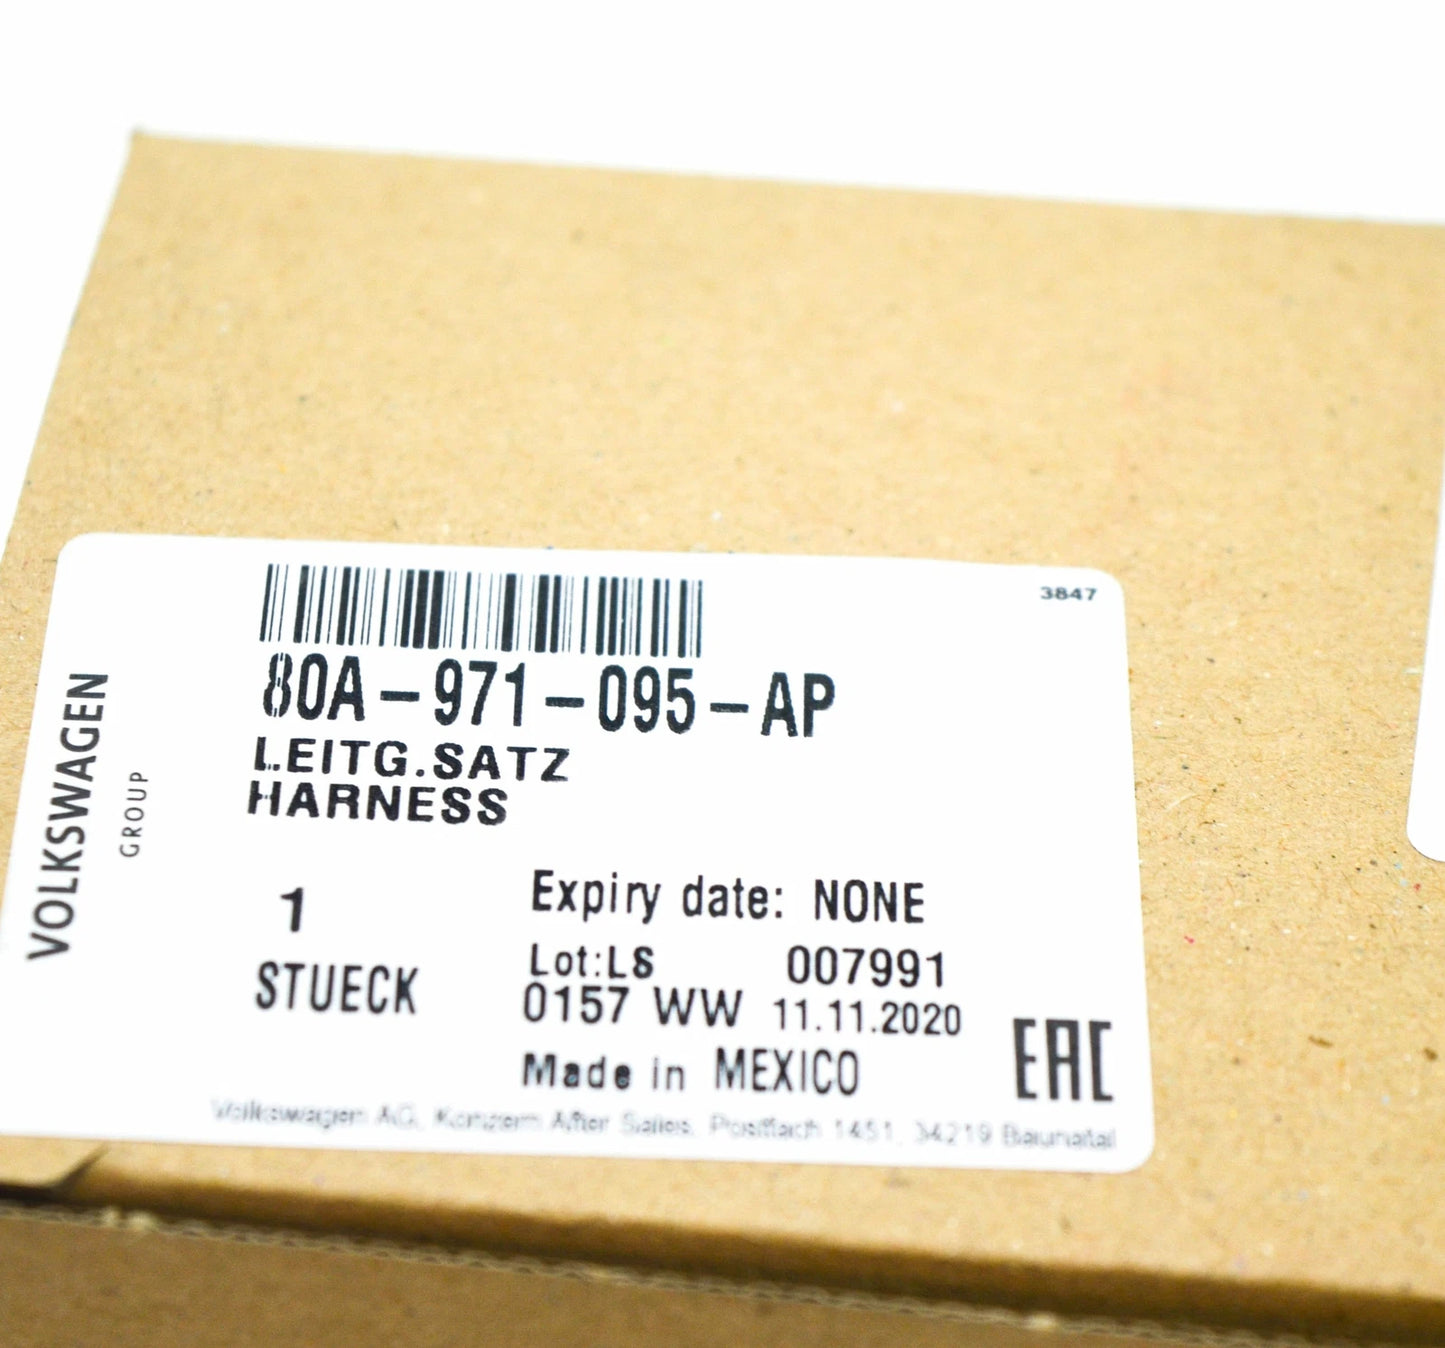 3847
80A-971-095-AP
LEITG.SATZ
HARNESS
VOLKSWAGEN
GROUP
1
STUECK
Expiry date: NONE
Lot:LS 007991
0157 WW 11.11.2020
Made in MEXICO
EAC
Volkswagen AG, Konzern After Sales, Postfach 1451, 34219 Baunatal